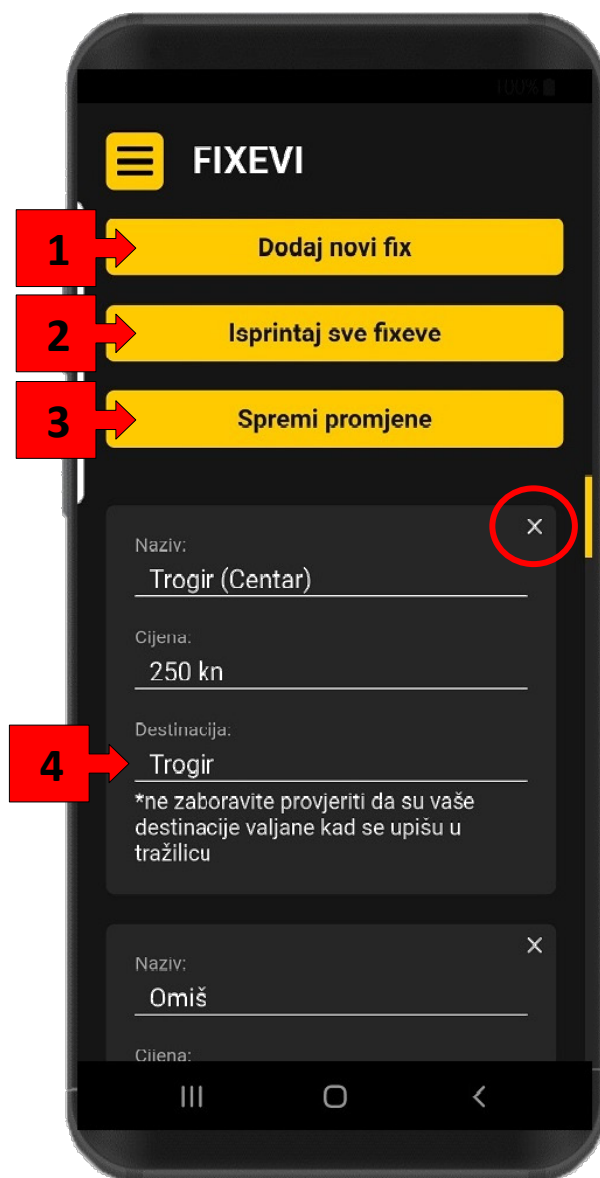 100%
FIXEVI
1
Dodaj novi fix
2
Isprintaj sve fixeve
3
Spremi promjene
Naziv:
Trogir (Centar)
Cijena:
250 kn
Destinacija:
4
Trogir
*ne zaboravite provjeriti da su vaše
destinacije valjane kad se upišu u
tražilicu
Naziv:
Omiš
Cijena: